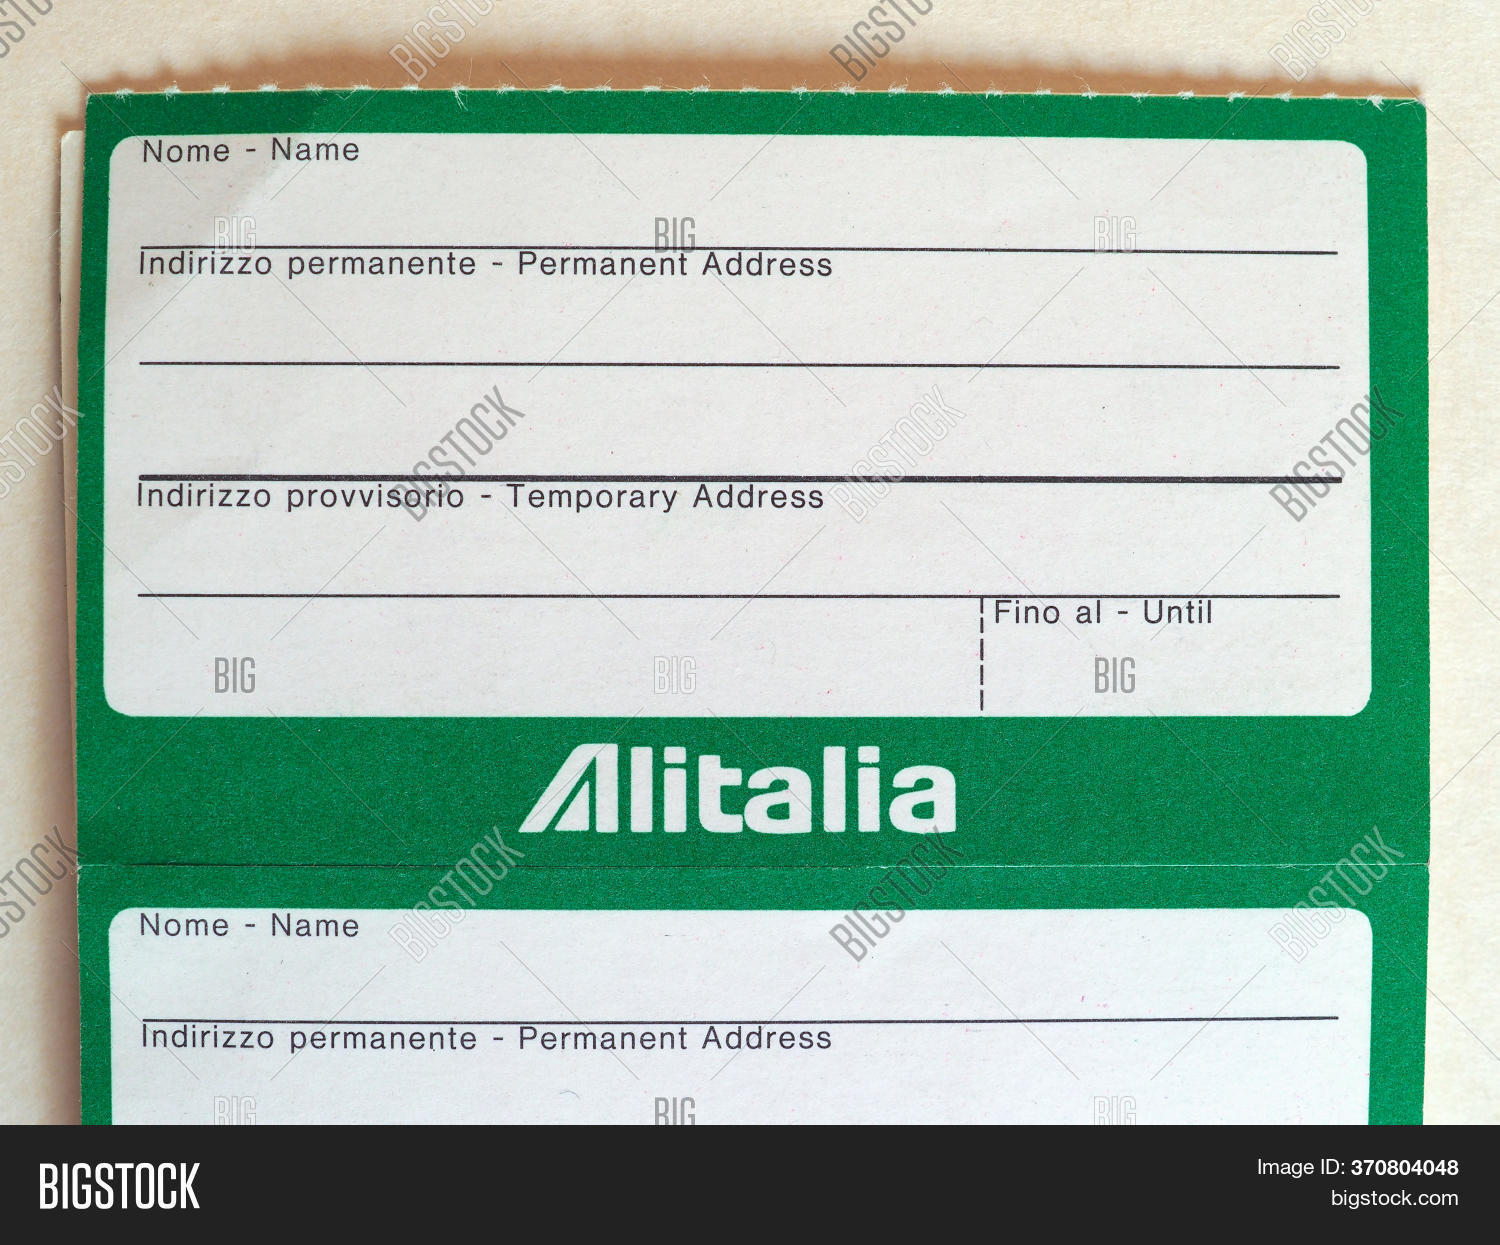 Nome - Name
Indirizzo permanente - Permanent Address
Indirizzo provvisorio - Temporary Address
Fino al - Until
Alitalia
Nome - Name
Indirizzo permanente - Permanent Address
BIGSTOCK
Image ID: 370804048
bigstock.com